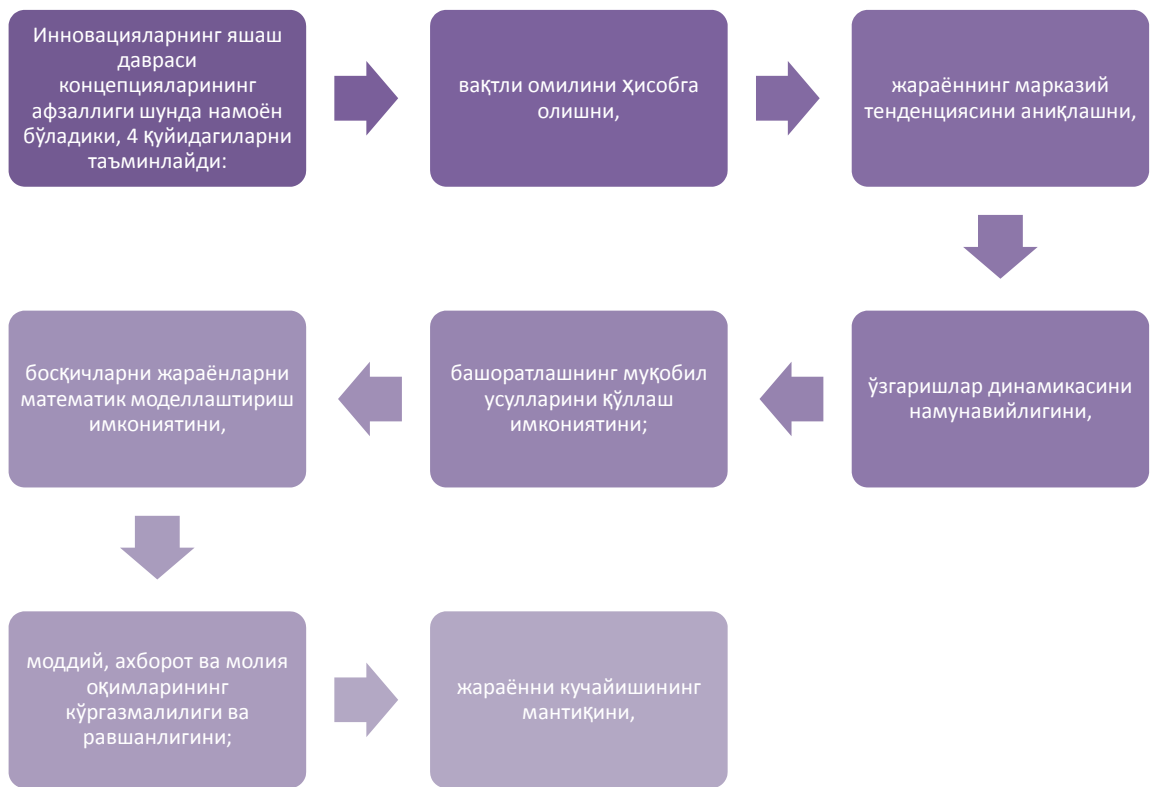 Инновацияларнинг яшаш
давраси
концепцияларининг
афзаллиги шунда намоён
бўладики, 4 қуйидагиларни
таъминлайди:
вақтли омилини ҳисобга
олишни,
жараённинг марказий
тенденциясини аниқлашни,
ўзгаришлар динамикасини
намунавийлигини,
башоратлашнинг муқобил
усулларини қўллаш
имкониятини;
босқичларни жараёнларни
математик моделлаштириш
имкониятини,
моддий, ахборот ва молия
оқимларининг
кўргазмалилиги ва
равшанлигини;
жараённи кучайишининг
мантиқини,